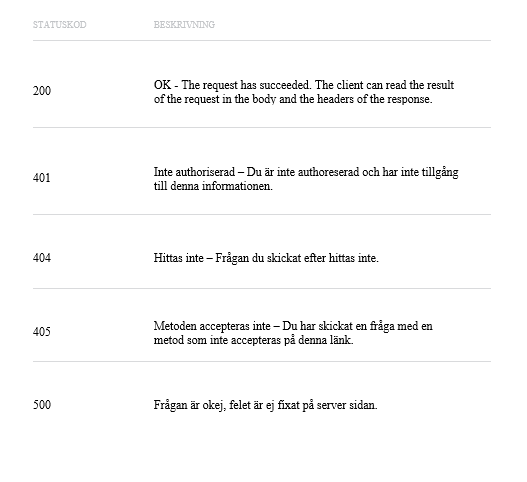 STATUSKOD BESKRIVNING
200 OK - The request has succeeded. The client can read the result
of the request in the body and the headers of the response.
401 Inte authoriserad – Du är inte authoreserad och har inte tillgång
till denna informationen.
404 Hittas inte – Frågan du skickat efter hittas inte.
405 Metoden accepteras inte – Du har skickat en fråga med en
metod som inte accepteras på denna länk.
500 Frågan är okej, felet är ej fixat på server sidan.